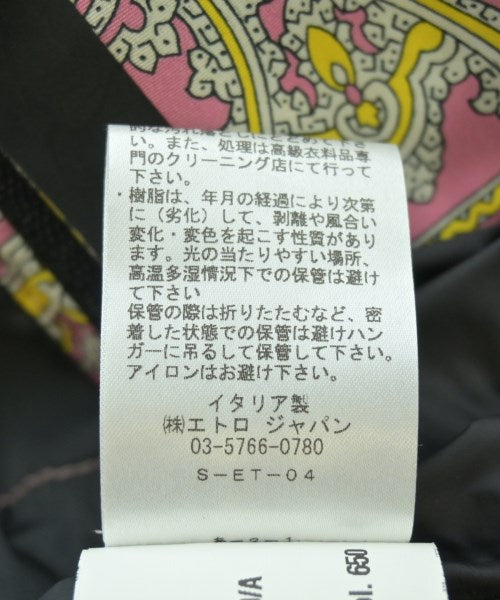 い。また、処理は高級衣料品専
門のクリーニング店にて行って
下さい。
・樹脂は、年月の経過により次第
に（劣化）して、剥離や風合い
変化・変色を起こす性質があり
ます。光の当たりやすい場所、
高温多湿情況下での保管は避け
て下さい
保管の際は折りたたむなど、密
着した状態での保管は避けハン
ガーに吊るして保管して下さい。
アイロンはお避け下さい。
イタリア製
㈱エトロ ジャパン
03-5766-0780
S-ET-04
ol. 650
/A